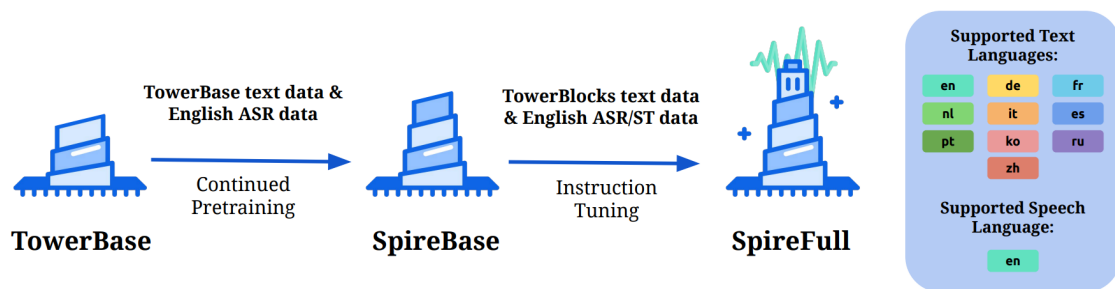 TowerBase text data &
English ASR data
Continued
Pretraining
TowerBlocks text data
& English ASR/ST data
Instruction
Tuning
TowerBase
SpireBase
SpireFull
Supported Text
Languages:
en
de
fr
nl
it
es
pt
ko
ru
zh
Supported Speech
Language:
en